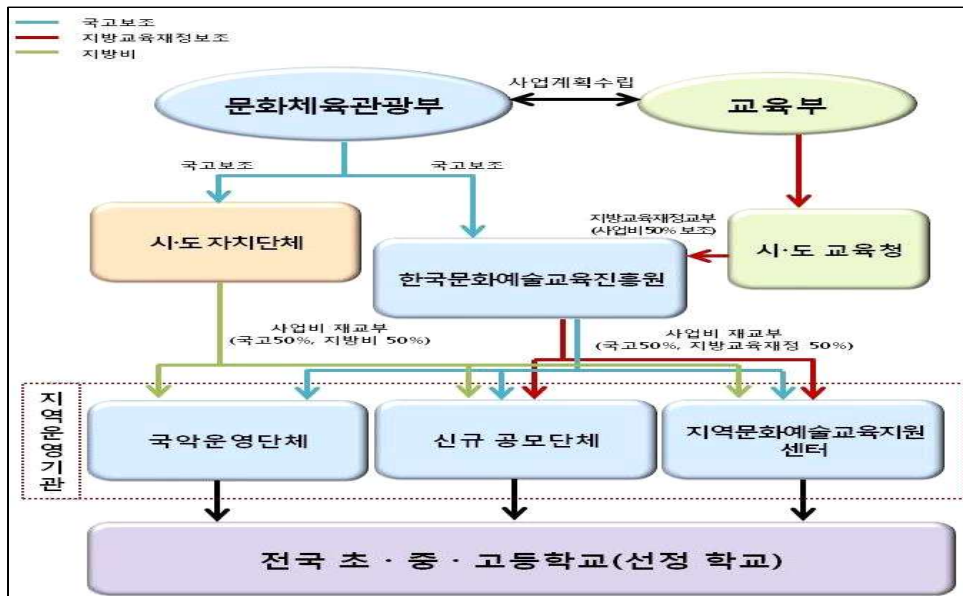 국고보조
지방교육재정보조
지방비
사업계획수립
문화체육관광부
교육부
국고보조
국고보조
시·도 자치단체
지방교육재정교부
(사업비 50% 보조)
시·도 교육청
한국문화예술교육진흥원
사업비 재교부
(국고50%, 지방비 50%)
사업비 재교부
(국고50%, 지방교육재정 50%)
지역운영기관
국악운영단체
신규 공모단체
지역문화예술교육지원
센터
전국 초 · 중 · 고등학교(선정 학교)